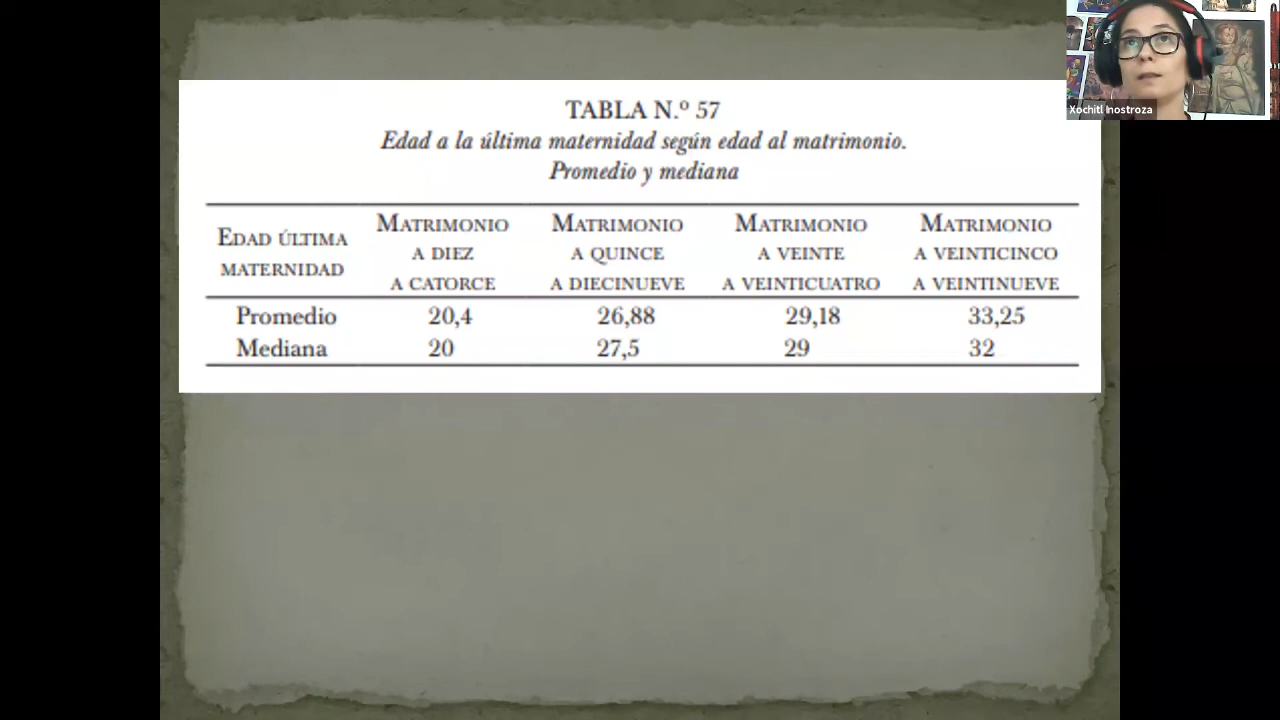 TABLA N.º 57
Edad a la última maternidad según edad al matrimonio.
Promedio y mediana
EDAD ÚLTIMA MATERNIDAD
MATRIMONIO A DIEZ A CATORCE
MATRIMONIO A QUINCE A DIECINUEVE
MATRIMONIO A VEINTE A VEINTICUATRO
MATRIMONIO A VEINTICINCO A VEINTINUEVE
Promedio 20,4 26,88 29,18 33,25
Mediana 20 27,5 29 32
Xochitl Inostroza